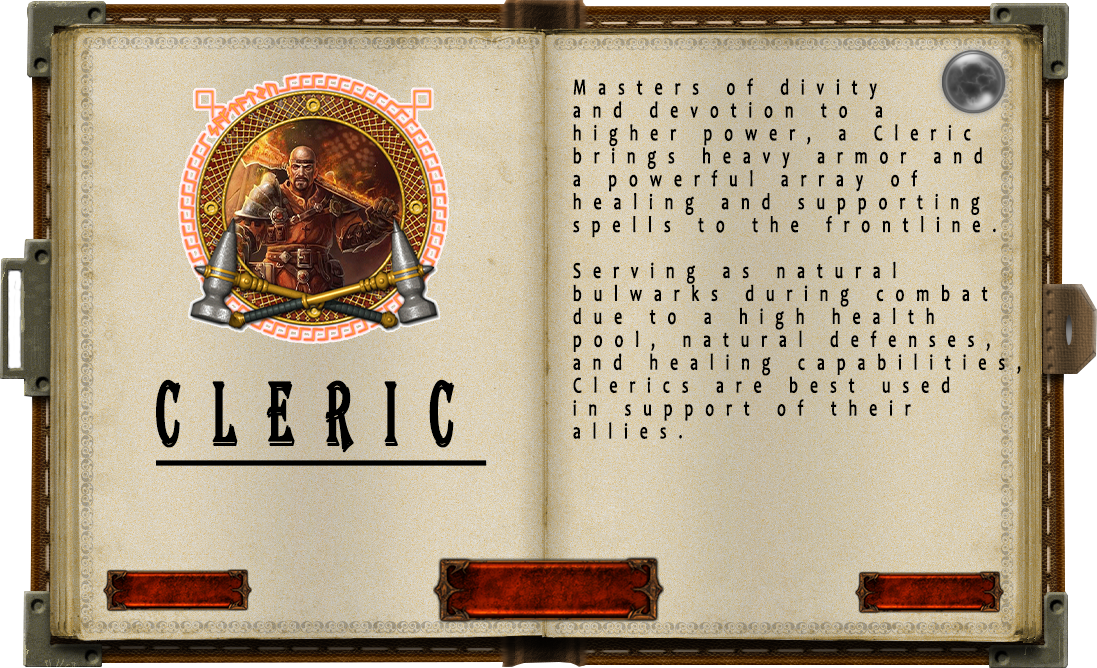 CLERIC
Masters of divity
and devotion to a
higher power, a Cleric
brings heavy armor and
a powerful array of
healing and supporting
spells to the frontline.
Serving as natural
bulwarks during combat
due to a high health
pool, natural defenses,
and healing capabilities,
Clerics are best used
in support of their
allies.